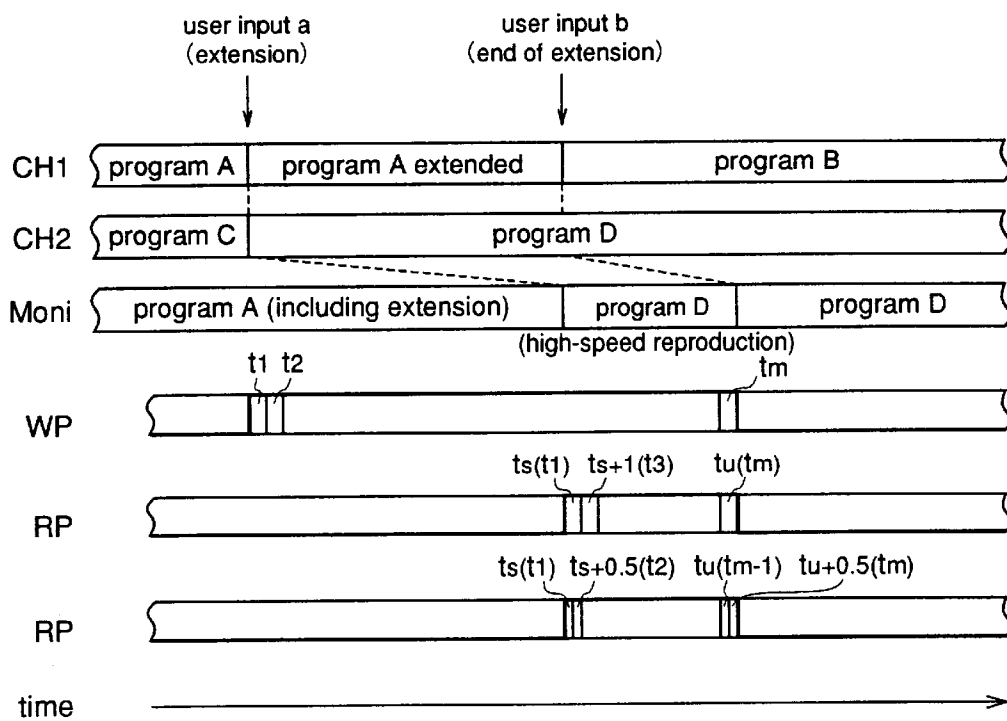 user input a
(extension)
user input b
(end of extension)
CH1
program A
program A extended
program B
CH2
program C
program D
Moni
program A (including extension)
program D
program D
(high-speed reproduction)
t1
t2
tm
WP
ts(t1)
ts+1(t3)
tu(tm)
RP
ts(t1)
ts+0.5(t2)
tu(tm-1)
tu+0.5(tm)
RP
time